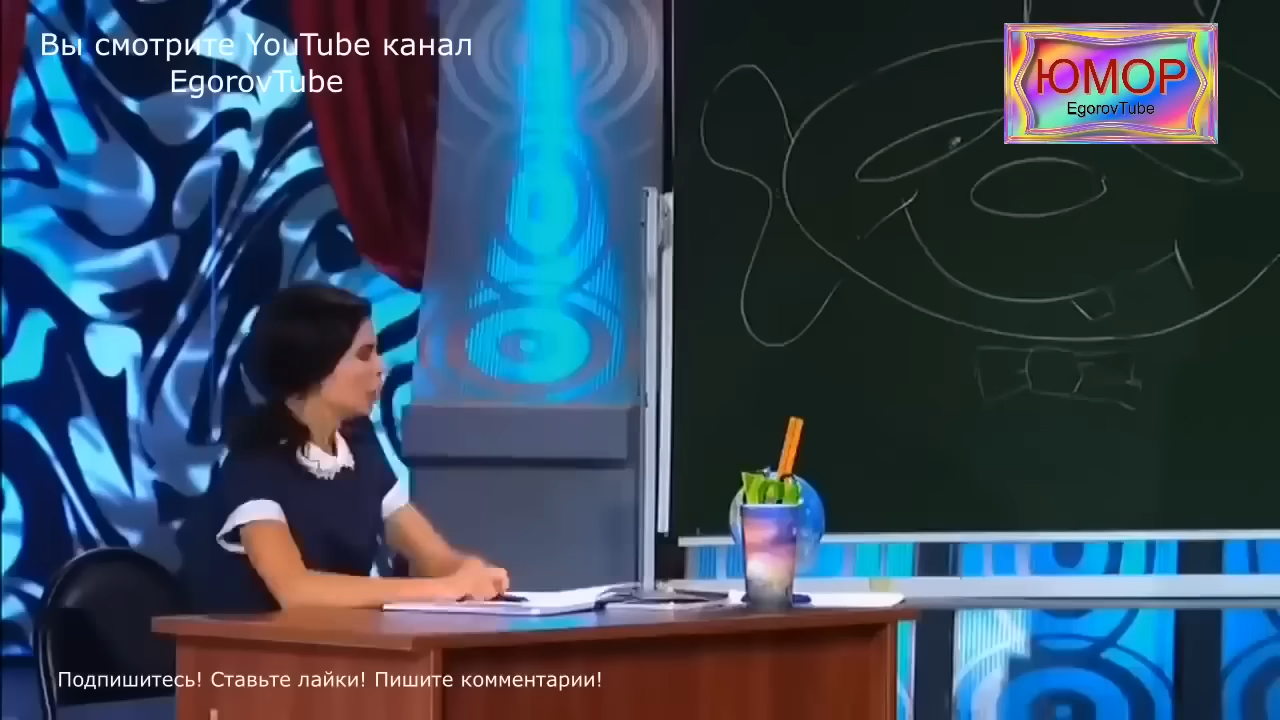 Вы смотрите YouTube канал
EgorovTube
ЮМОР
EgorovTube
Подпишитесь! Ставьте лайки! Пишите комментарии!